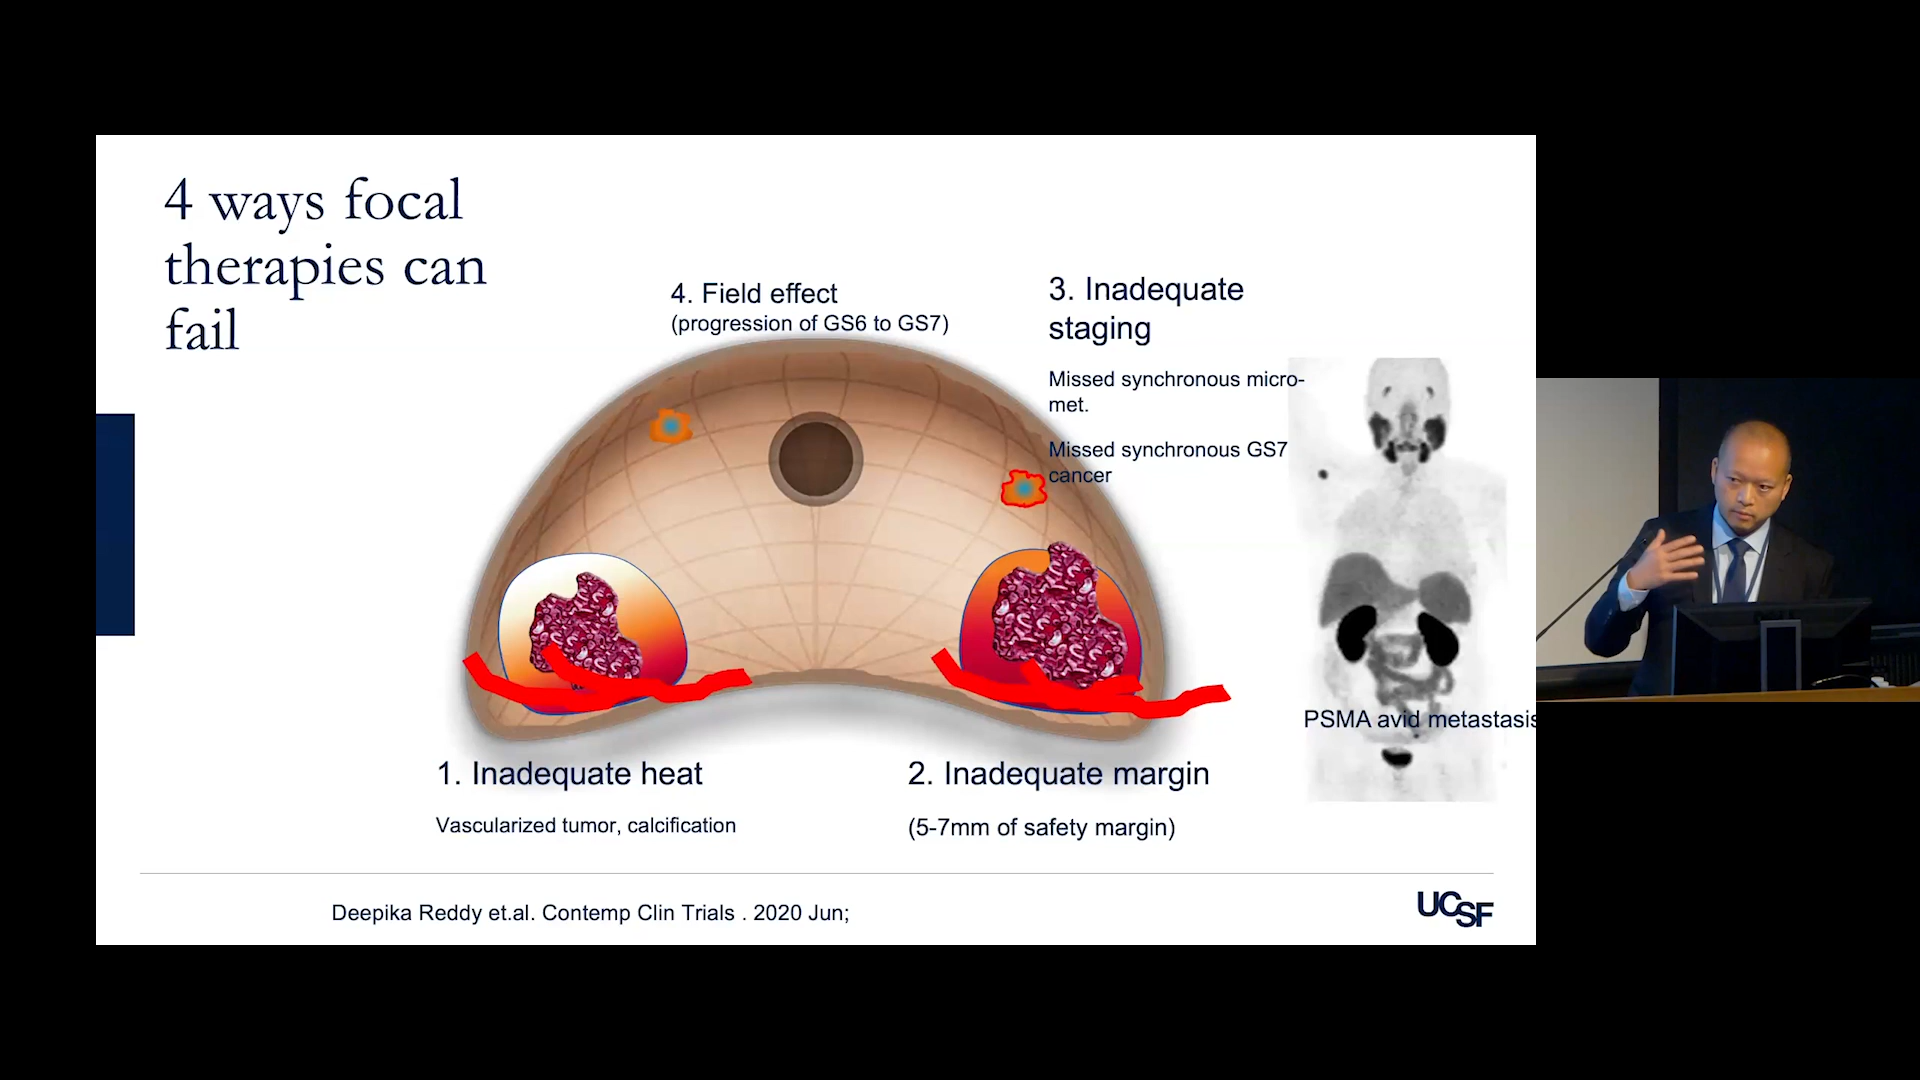 4 ways focal
therapies can
fail
4. Field effect
(progression of GS6 to GS7)
3. Inadequate
staging
Missed synchronous micro-
met.
Missed synchronous GS7
cancer
PSMA avid metastasis
1. Inadequate heat
Vascularized tumor, calcification
2. Inadequate margin
(5-7mm of safety margin)
Deepika Reddy et.al. Contemp Clin Trials . 2020 Jun;
UCSF